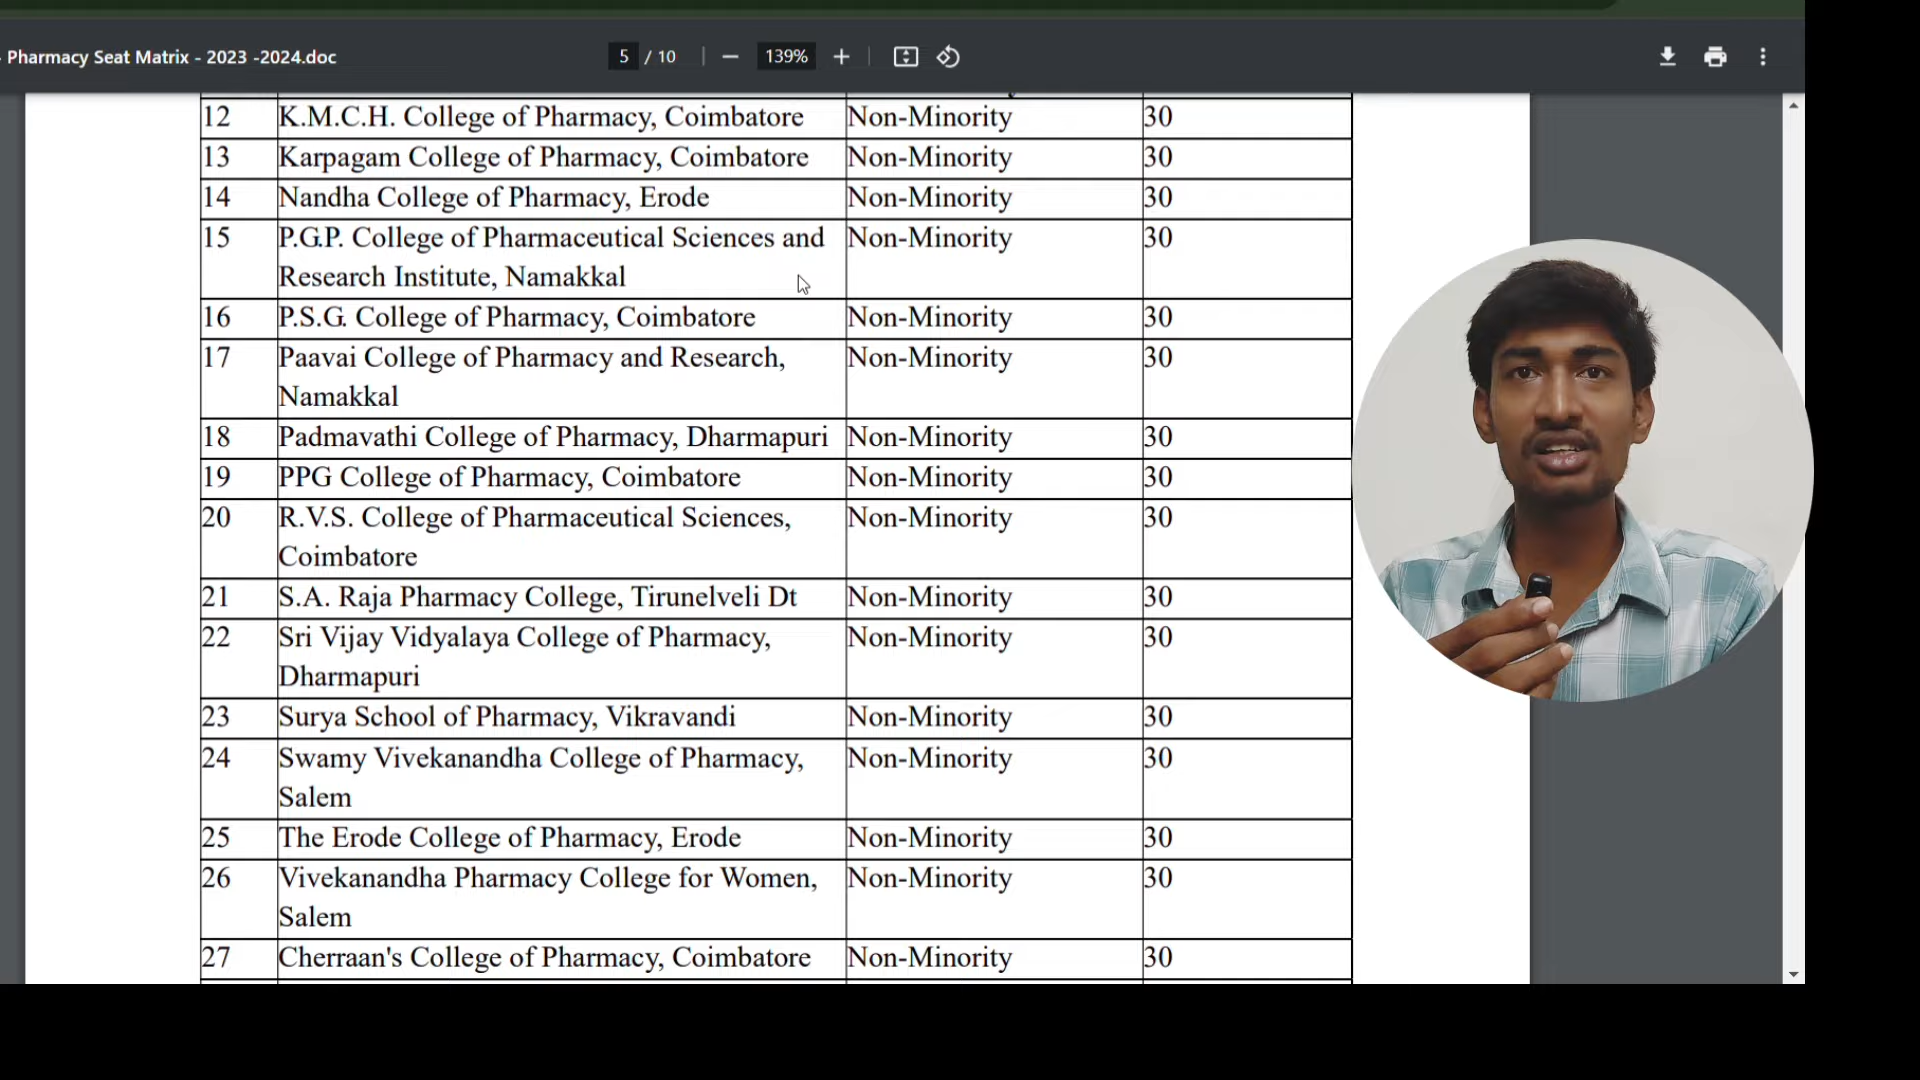 Pharmacy Seat Matrix - 2023 -2024.doc 5 / 10 139%
12 K.M.C.H. College of Pharmacy, Coimbatore Non-Minority 30
13 Karpagam College of Pharmacy, Coimbatore Non-Minority 30
14 Nandha College of Pharmacy, Erode Non-Minority 30
15 P.G.P. College of Pharmaceutical Sciences and Non-Minority 30
Research Institute, Namakkal
16 P.S.G. College of Pharmacy, Coimbatore Non-Minority 30
17 Paavai College of Pharmacy and Research, Non-Minority 30
Namakkal
18 Padmavathi College of Pharmacy, Dharmapuri Non-Minority 30
19 PPG College of Pharmacy, Coimbatore Non-Minority 30
20 R.V.S. College of Pharmaceutical Sciences, Non-Minority 30
Coimbatore
21 S.A. Raja Pharmacy College, Tirunelveli Dt Non-Minority 30
22 Sri Vijay Vidyalaya College of Pharmacy, Non-Minority 30
Dharmapuri
23 Surya School of Pharmacy, Vikravandi Non-Minority 30
24 Swamy Vivekanandha College of Pharmacy, Non-Minority 30
Salem
25 The Erode College of Pharmacy, Erode Non-Minority 30
26 Vivekanandha Pharmacy College for Women, Non-Minority 30
Salem
27 Cherraan's College of Pharmacy, Coimbatore Non-Minority 30